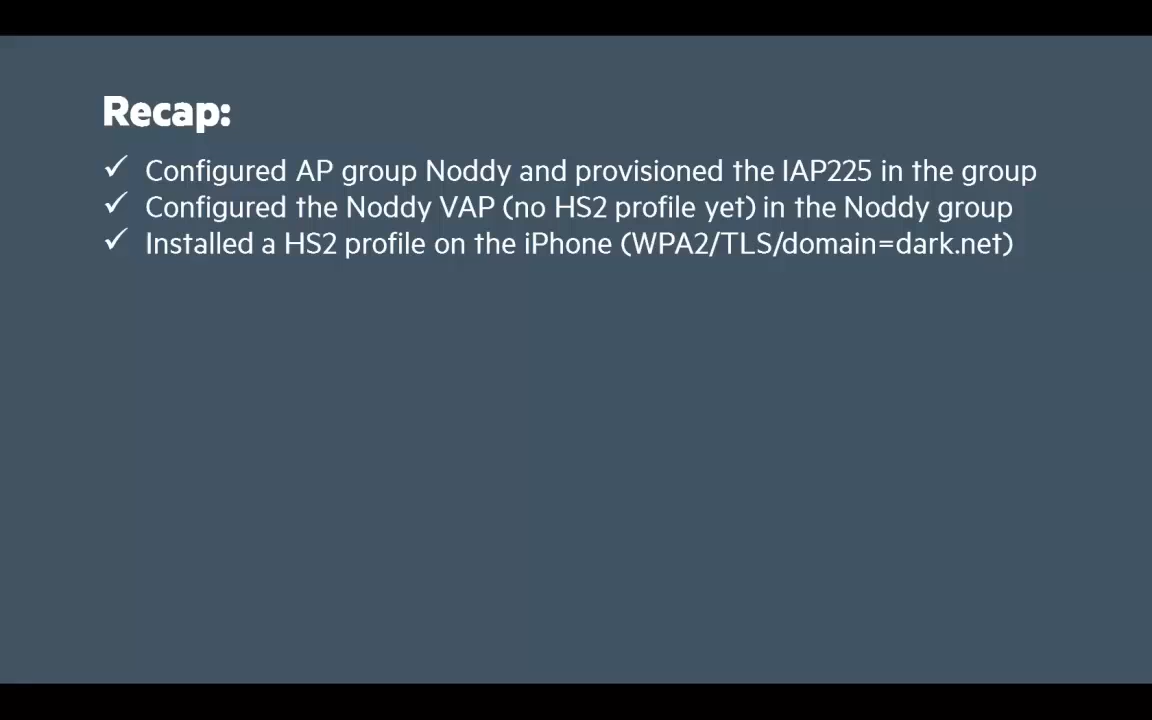 Recap:
✓ Configured AP group Noddy and provisioned the IAP225 in the group
✓ Configured the Noddy VAP (no HS2 profile yet) in the Noddy group
✓ Installed a HS2 profile on the iPhone (WPA2/TLS/domain=dark.net)